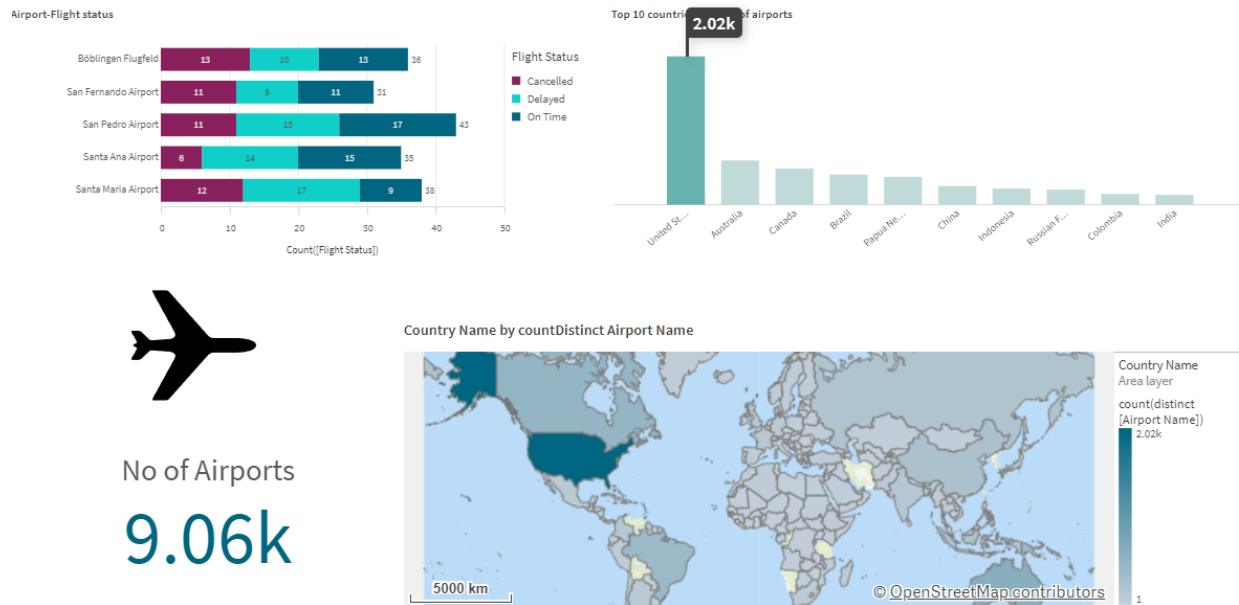 Airport-Flight status
Böblingen Flugfeld
13
10
13
36
San Fernando Airport
11
9
11
31
San Pedro Airport
11
15
17
43
Santa Ana Airport
6
14
15
35
Santa Maria Airport
12
17
9
38
0
10
20
30
40
50
Count([Flight Status])
Flight Status
Cancelled
Delayed
On Time
Top 10 countri
of airports
2.02k
United St...
Australia
Canada
Brazil
Papua Ne...
China
Indonesia
Russian F...
Colombia
India
No of Airports
9.06k
Country Name by countDistinct Airport Name
5000 km
© OpenStreetMap contributors
Country Name
Area layer
count(distinct
[Airport Name])
2.02k
1